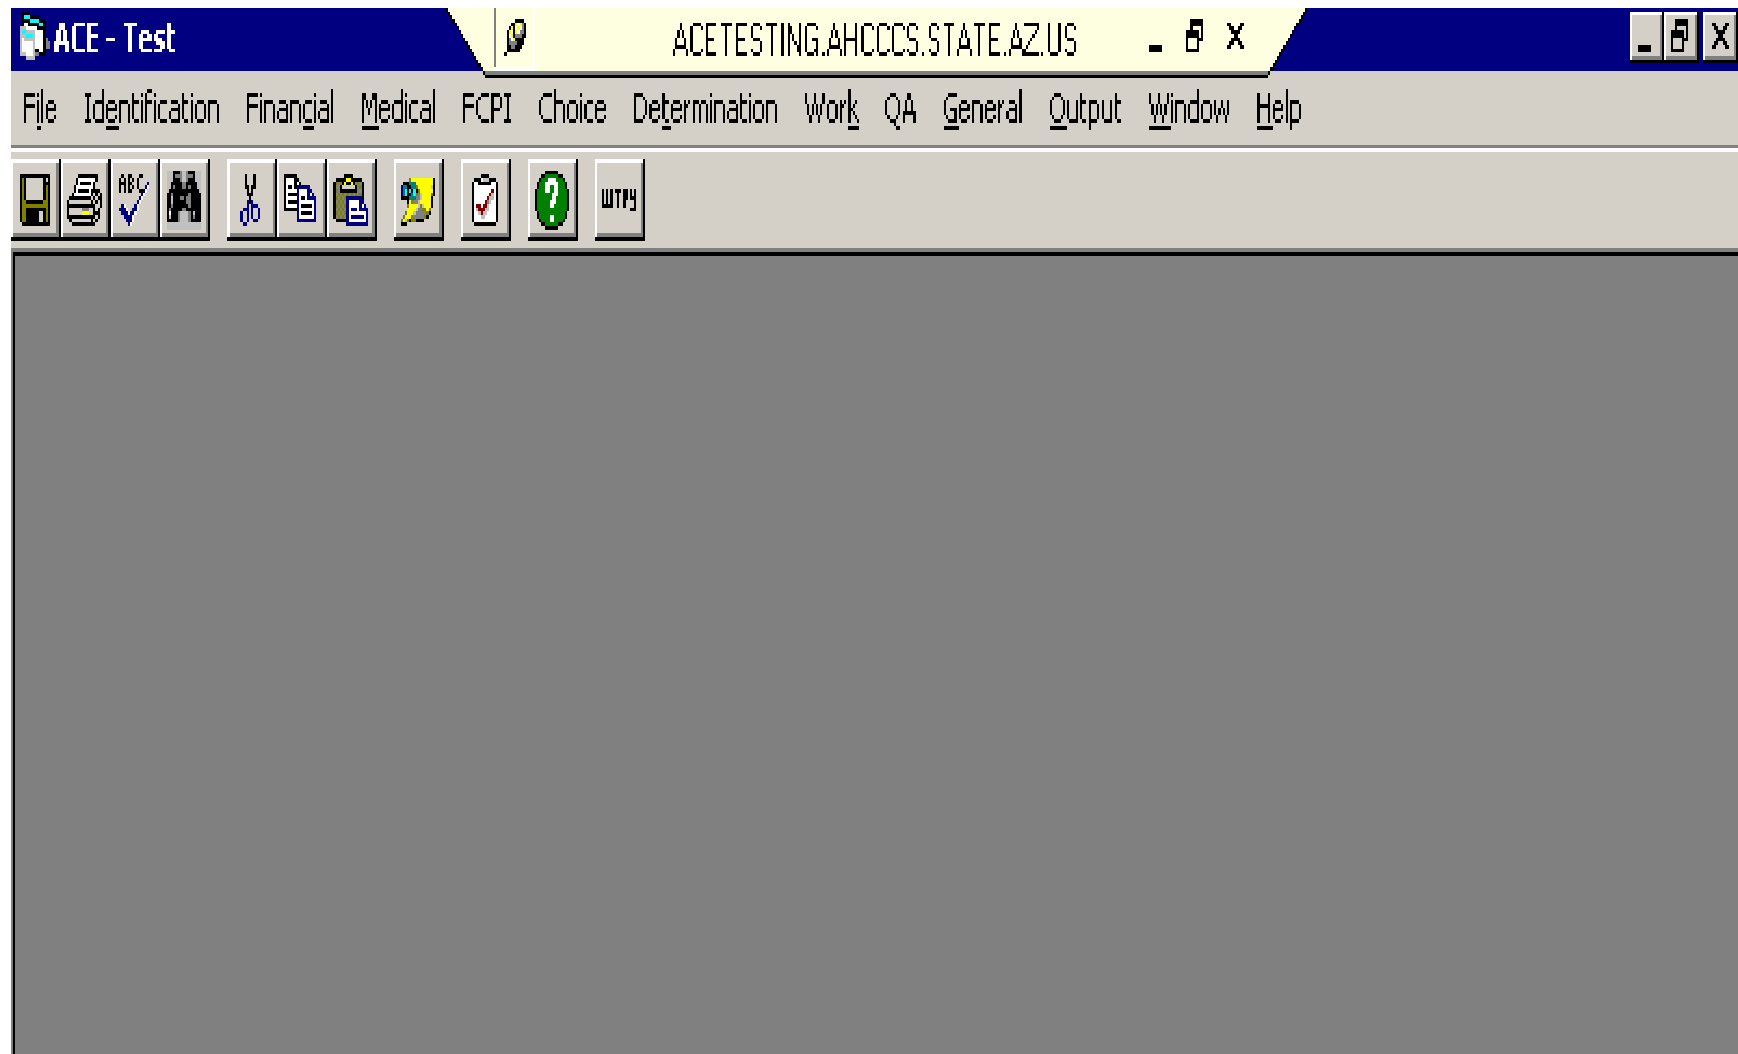 ACE - Test ACETESTING.AHCCCS.STATE.AZ.US
File Identification Financial Medical FCPI Choice Determination Work QA General Output Window Help
ABC WTPY